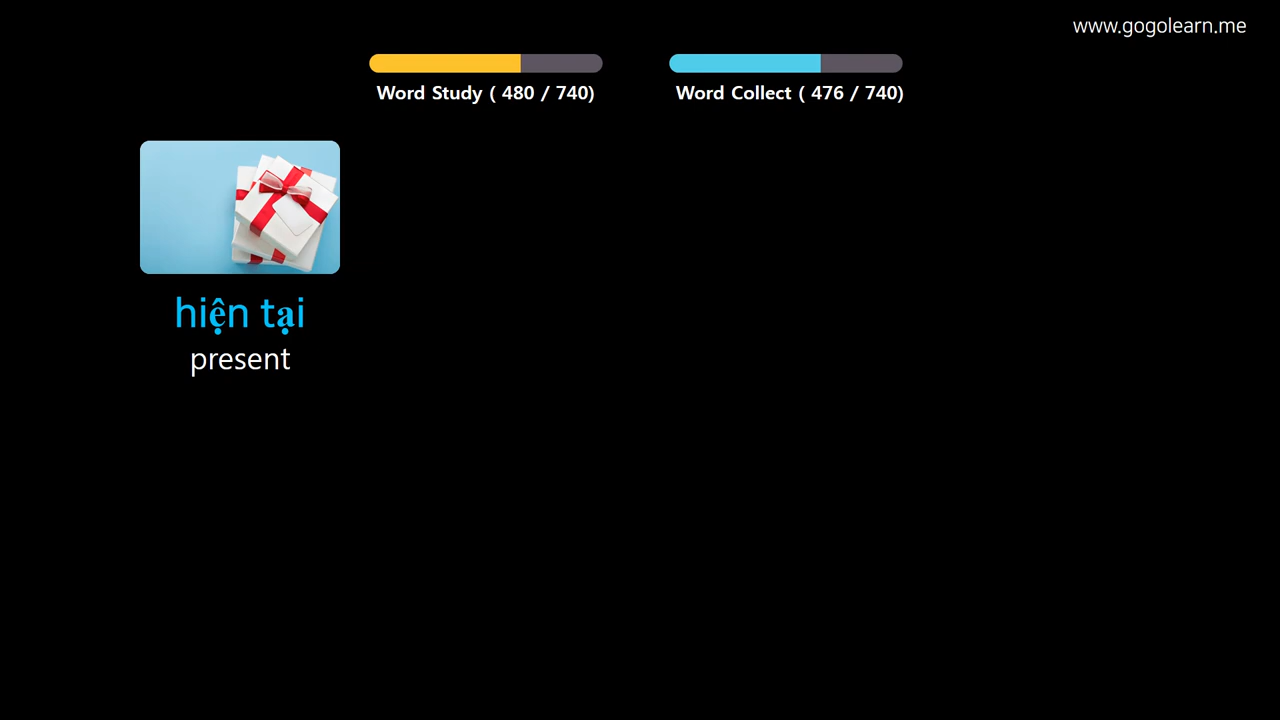 www.gogolearn.me
Word Study ( 480 / 740)
Word Collect ( 476 / 740)
hiện tại
present